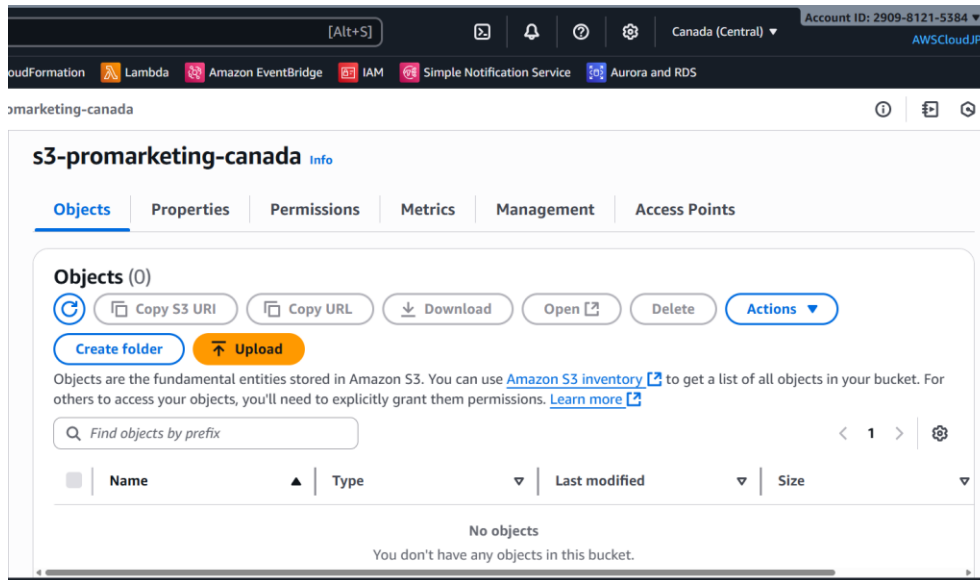 [Alt+S] Canada (Central) ▼ Account ID: 2909-8121-5384 ▼
AWSCloudJP
oudFormation Lambda Amazon EventBridge IAM Simple Notification Service Aurora and RDS
omarketing-canada
s3-promarketing-canada Info
Objects Properties Permissions Metrics Management Access Points
Objects (0)
Copy S3 URI Copy URL Download Open Delete Actions ▼
Create folder Upload
Objects are the fundamental entities stored in Amazon S3. You can use Amazon S3 inventory to get a list of all objects in your bucket. For
others to access your objects, you'll need to explicitly grant them permissions. Learn more
Find objects by prefix 1
Name Type Last modified Size
No objects
You don't have any objects in this bucket.